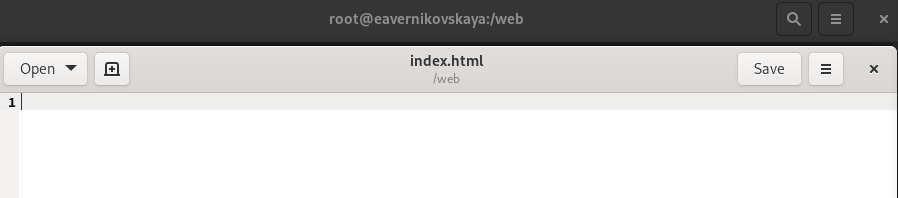 root@eavernikovskaya:/web
Open
index.html
/web
Save
1